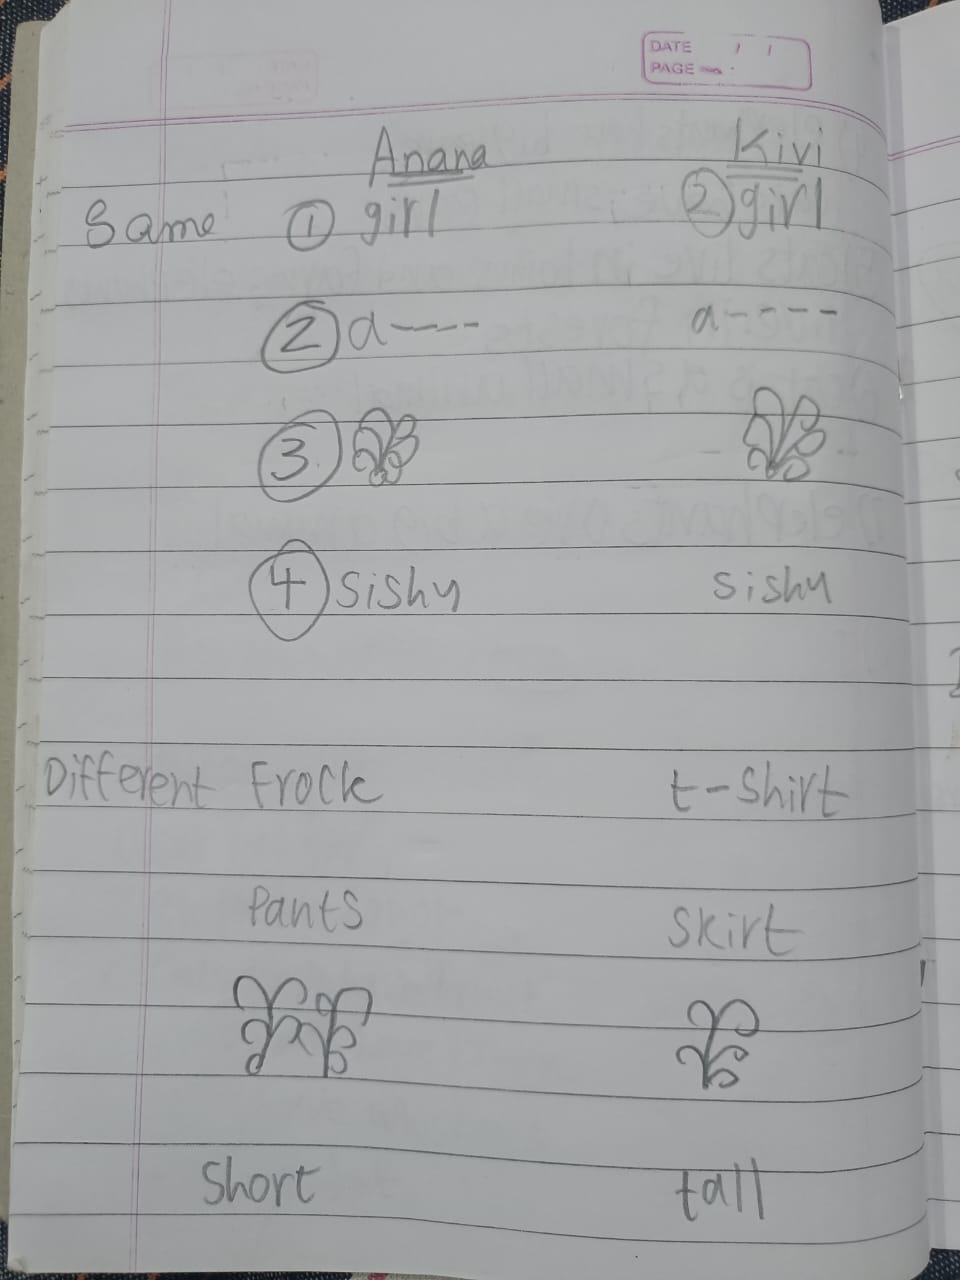 DATE / /
PAGE
Anana Kivi
Same ① girl ② girl
② a---- a----
③
④ sishy sishy
Different Frock t-shirt
Pants skirt
Short tall